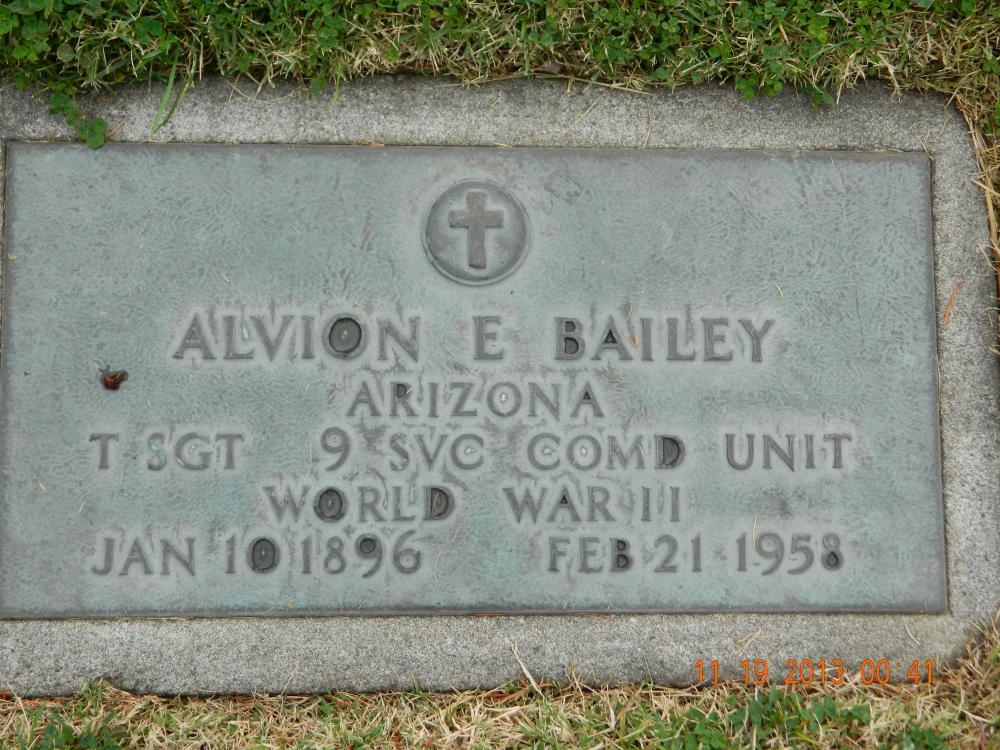 ALVION E BAILEY
ARIZONA
T SGT 9 SVC COMD UNIT
WORLD WAR II
JAN 10 1896 FEB 21 1958
11 19 2013 00:41